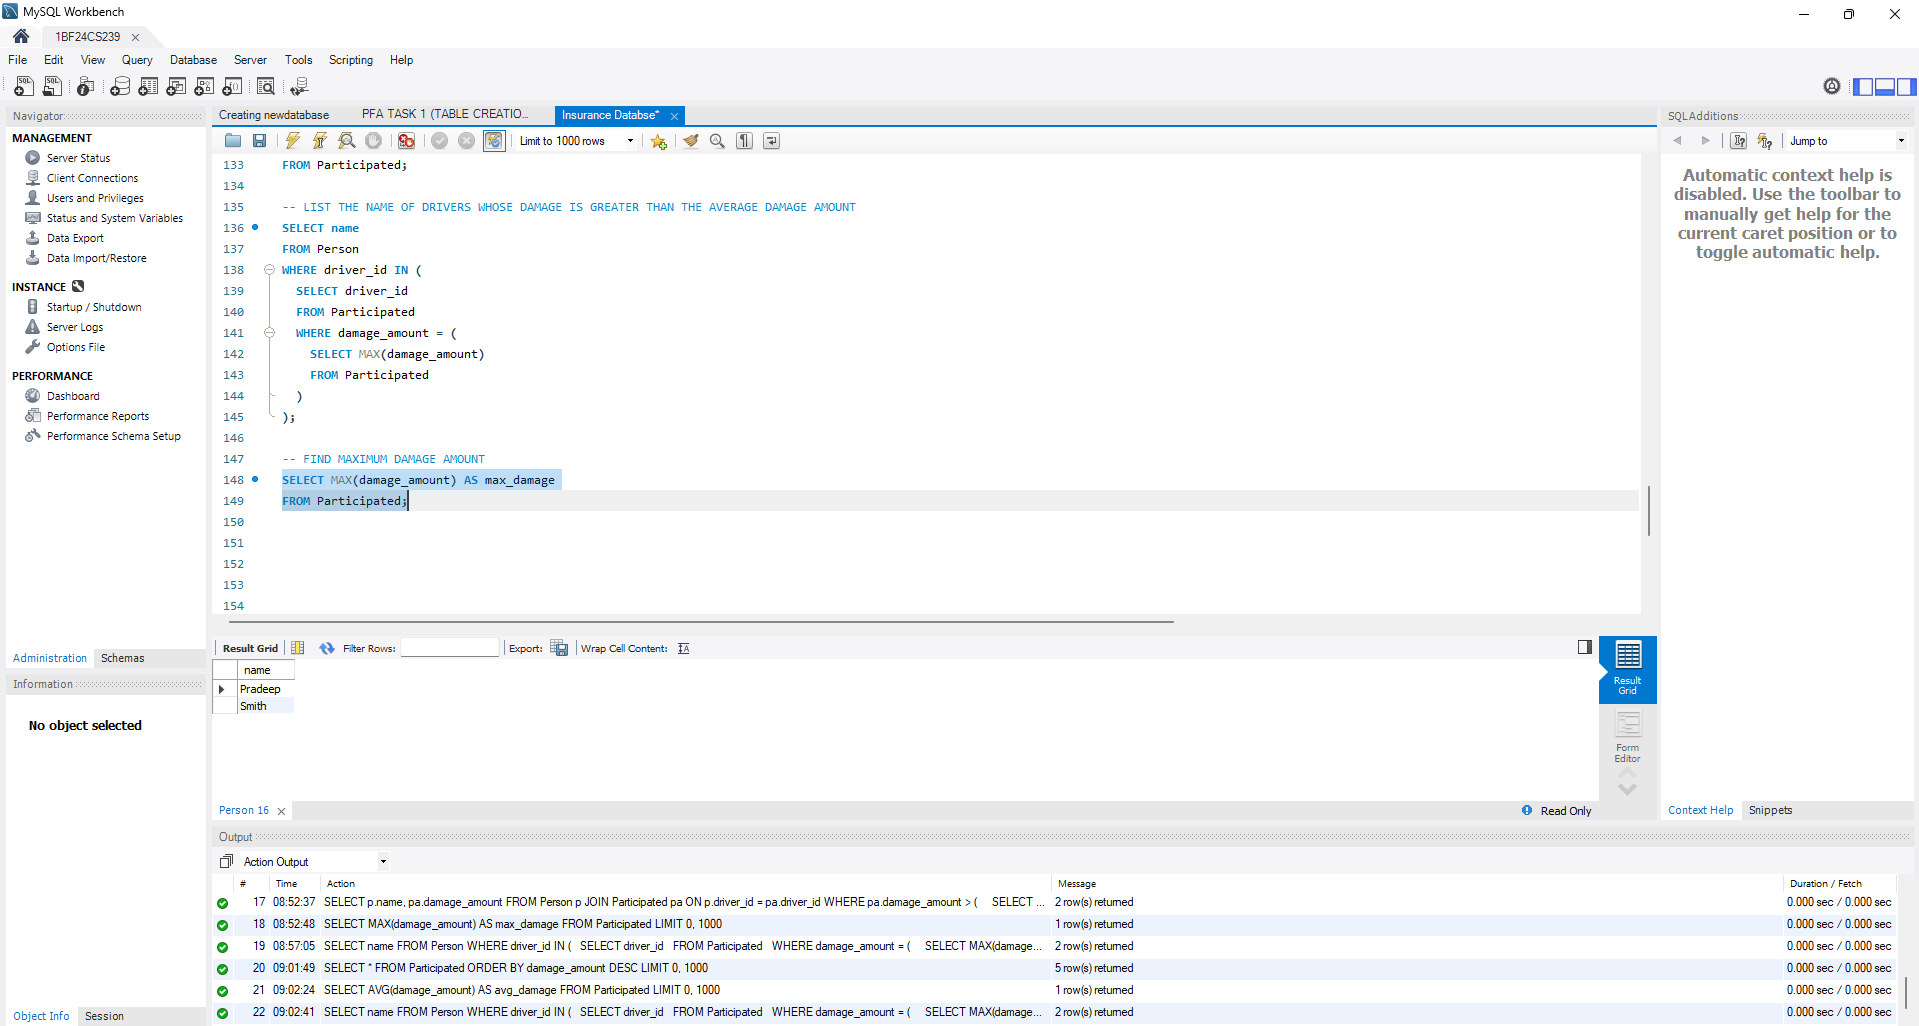 MySQL Workbench
1BF24CS239
File Edit View Query Database Server Tools Scripting Help
Navigator
MANAGEMENT
Server Status
Client Connections
Users and Privileges
Status and System Variables
Data Export
Data Import/Restore
INSTANCE
Startup / Shutdown
Server Logs
Options File
PERFORMANCE
Dashboard
Performance Reports
Performance Schema Setup
Administration Schemas
Information
No object selected
Object Info Session
Creating newdatabase PFA TASK 1 (TABLE CREATIO... Insurance Databse*
Limit to 1000 rows
133 FROM Participated;
134
135 -- LIST THE NAME OF DRIVERS WHOSE DAMAGE IS GREATER THAN THE AVERAGE DAMAGE AMOUNT
136 SELECT name
137 FROM Person
138 WHERE driver_id IN (
139 SELECT driver_id
140 FROM Participated
141 WHERE damage_amount = (
142 SELECT MAX(damage_amount)
143 FROM Participated
144 )
145 );
146
147 -- FIND MAXIMUM DAMAGE AMOUNT
148 SELECT MAX(damage_amount) AS max_damage
149 FROM Participated;
150
151
152
153
154
Result Grid Filter Rows: Export: Wrap Cell Content:
name
Pradeep
Smith
Result
Grid
Form
Editor
Person 16 Read Only
SQLAdditions
Jump to
Automatic context help is
disabled. Use the toolbar to
manually get help for the
current caret position or to
toggle automatic help.
Context Help Snippets
Output
Action Output
# Time Action Message Duration / Fetch
17 08:52:37 SELECT p.name, pa.damage_amount FROM Person p JOIN Participated pa ON p.driver_id = pa.driver_id WHERE pa.damage_amount > ( SELECT ... 2 row(s) returned 0.000 sec / 0.000 sec
18 08:52:48 SELECT MAX(damage_amount) AS max_damage FROM Participated LIMIT 0, 1000 1 row(s) returned 0.000 sec / 0.000 sec
19 08:57:05 SELECT name FROM Person WHERE driver_id IN ( SELECT driver_id FROM Participated WHERE damage_amount = ( SELECT MAX(damage... 2 row(s) returned 0.000 sec / 0.000 sec
20 09:01:49 SELECT * FROM Participated ORDER BY damage_amount DESC LIMIT 0, 1000 5 row(s) returned 0.000 sec / 0.000 sec
21 09:02:24 SELECT AVG(damage_amount) AS avg_damage FROM Participated LIMIT 0, 1000 1 row(s) returned 0.000 sec / 0.000 sec
22 09:02:41 SELECT name FROM Person WHERE driver_id IN ( SELECT driver_id FROM Participated WHERE damage_amount = ( SELECT MAX(damage... 2 row(s) returned 0.000 sec / 0.000 sec